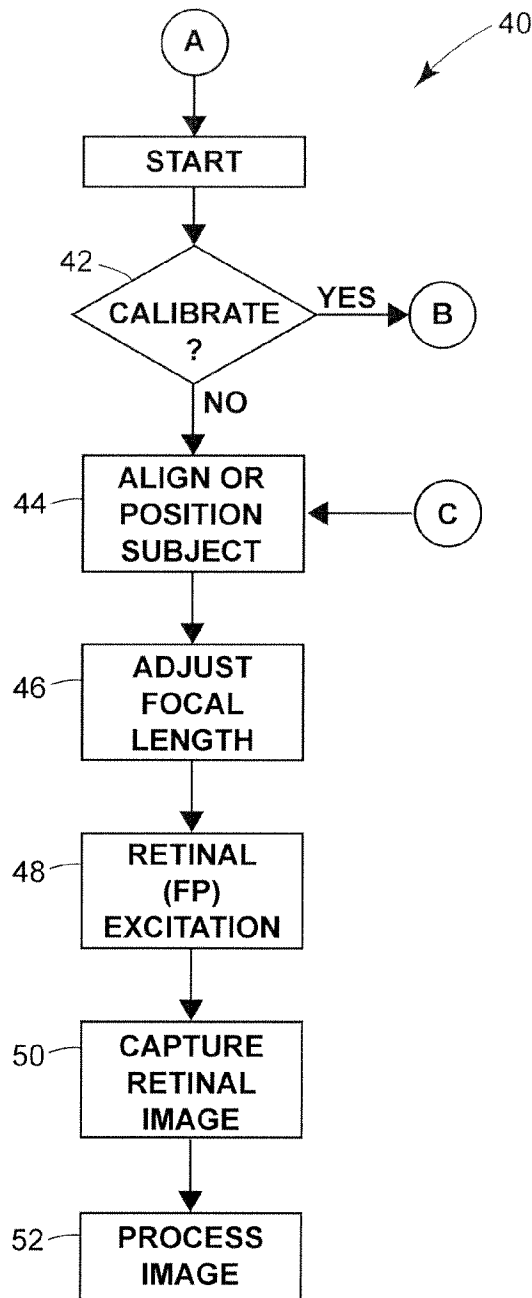 A
40
START
42
CALIBRATE
?
YES
B
NO
44
ALIGN OR
POSITION
SUBJECT
C
46
ADJUST
FOCAL
LENGTH
48
RETINAL
(FP)
EXCITATION
50
CAPTURE
RETINAL
IMAGE
52
PROCESS
IMAGE